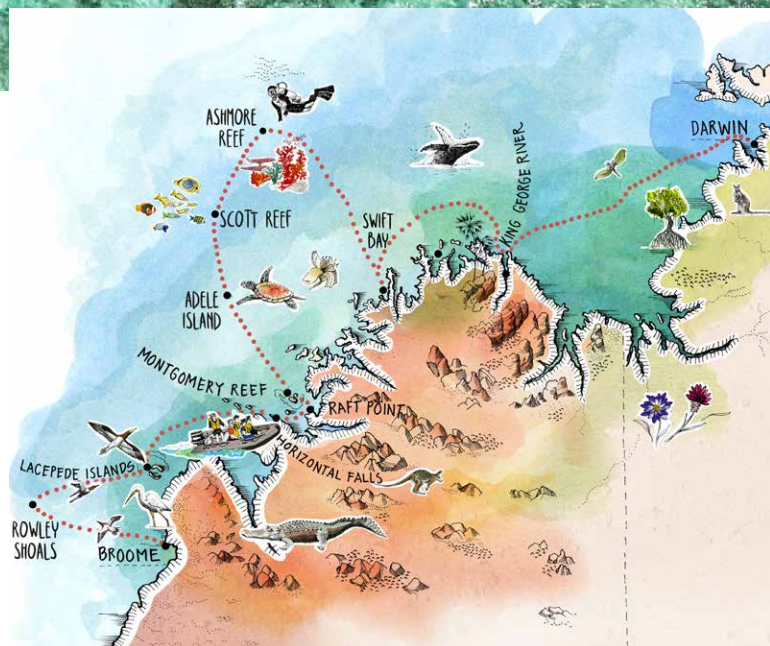 ASHMORE
REEF
DARWIN
KING GEORGE RIVER
SCOTT REEF
SWIFT
BAY
ADELE
ISLAND
MONTGOMERY REEF
RAFT POINT
HORIZONTAL FALLS
LACEPEDE ISLANDS
ROWLEY
SHOALS
BROOME